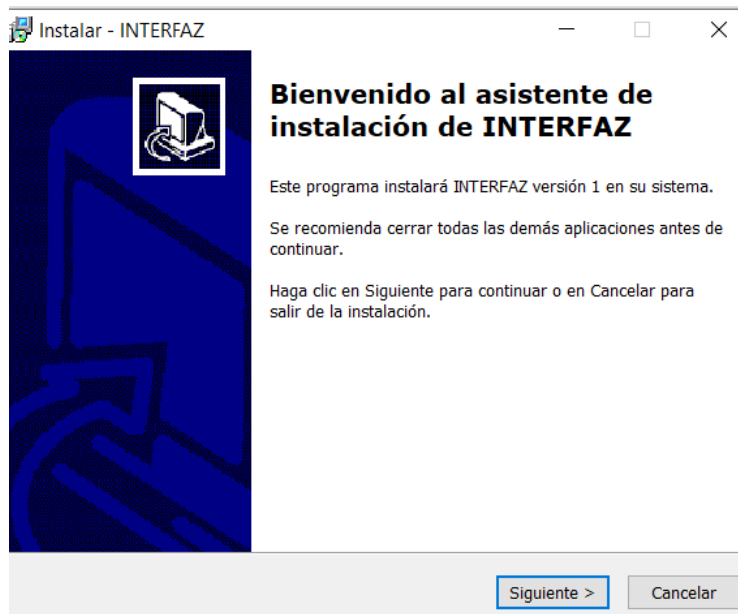 Instalar - INTERFAZ
Bienvenido al asistente de
instalación de INTERFAZ
Este programa instalará INTERFAZ versión 1 en su sistema.
Se recomienda cerrar todas las demás aplicaciones antes de
continuar.
Haga clic en Siguiente para continuar o en Cancelar para
salir de la instalación.
Siguiente >
Cancelar